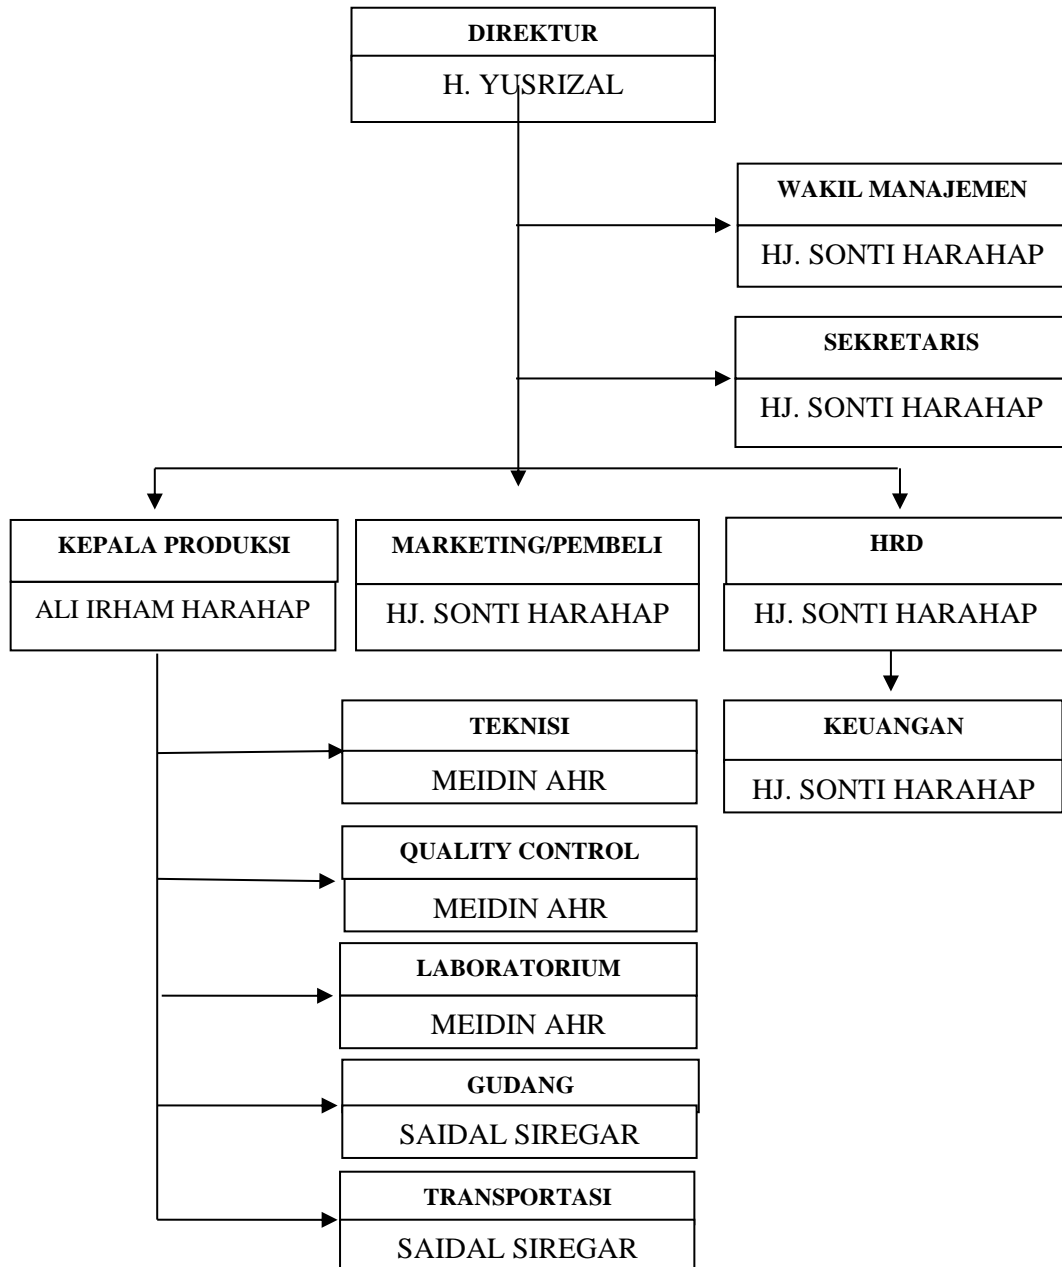 DIREKTUR
H. YUSRIZAL
WAKIL MANAJEMEN
HJ. SONTI HARAHAP
SEKRETARIS
HJ. SONTI HARAHAP
KEPALA PRODUKSI
ALI IRHAM HARAHAP
MARKETING/PEMBELI
HJ. SONTI HARAHAP
HRD
HJ. SONTI HARAHAP
TEKNISI
MEIDIN AHR
KEUANGAN
HJ. SONTI HARAHAP
QUALITY CONTROL
MEIDIN AHR
LABORATORIUM
MEIDIN AHR
GUDANG
SAIDAL SIREGAR
TRANSPORTASI
SAIDAL SIREGAR